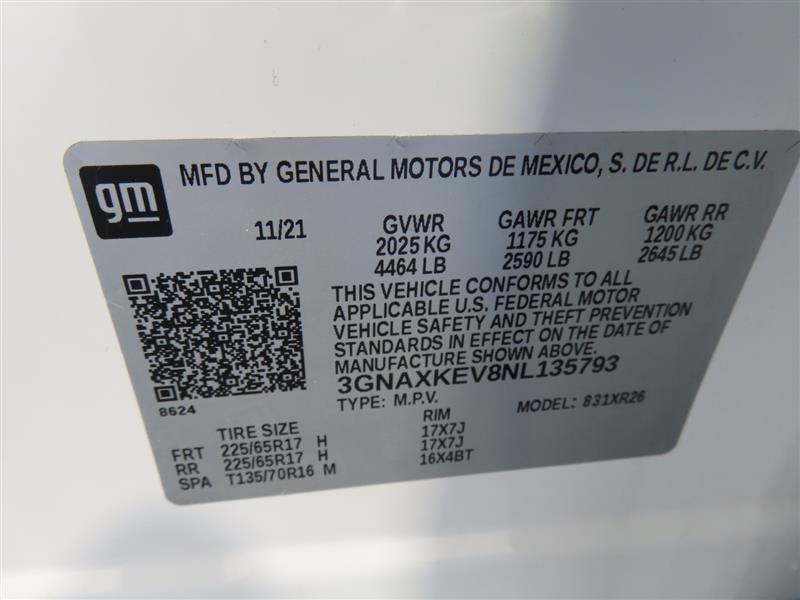 gm
MFD BY GENERAL MOTORS DE MEXICO, S. DE R.L. DE C.V.
11/21 GVWR GAWR FRT GAWR RR
2025 KG 1175 KG 1200 KG
4464 LB 2590 LB 2645 LB
THIS VEHICLE CONFORMS TO ALL
APPLICABLE U.S. FEDERAL MOTOR
VEHICLE SAFETY AND THEFT PREVENTION
STANDARDS IN EFFECT ON THE DATE OF
MANUFACTURE SHOWN ABOVE.
3GNAXKEV8NL135793
8624
TYPE: M.P.V. MODEL: 831XR26
TIRE SIZE RIM
FRT 225/65R17 H 17X7J
RR 225/65R17 H 17X7J
SPA T135/70R16 M 16X4BT